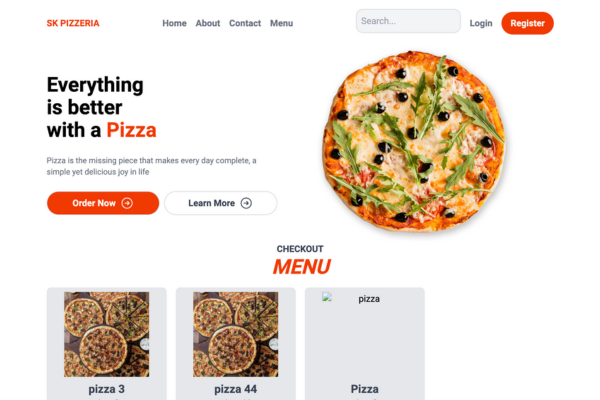 SK PIZZERIA
Home About Contact Menu
Search...
Login
Register
Everything
is better
with a Pizza
Pizza is the missing piece that makes every day complete, a
simple yet delicious joy in life
Order Now
Learn More
CHECKOUT
MENU
pizza
pizza 3
pizza 44
Pizza